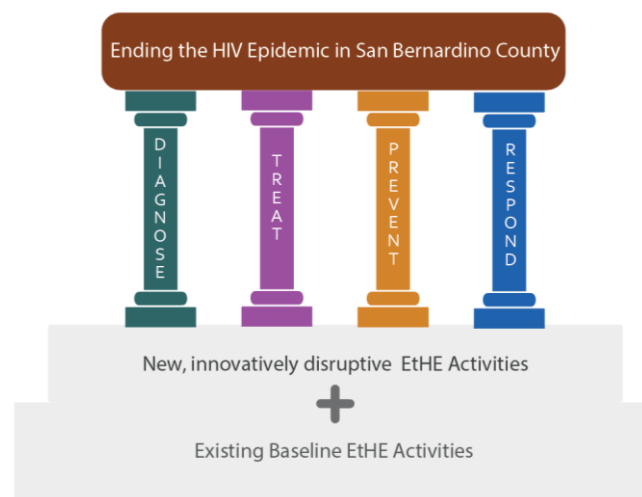 Ending the HIV Epidemic in San Bernardino County
DIAGNOSE
TREAT
PREVENT
RESPOND
New, innovatively disruptive EtHE Activities
+
Existing Baseline EtHE Activities